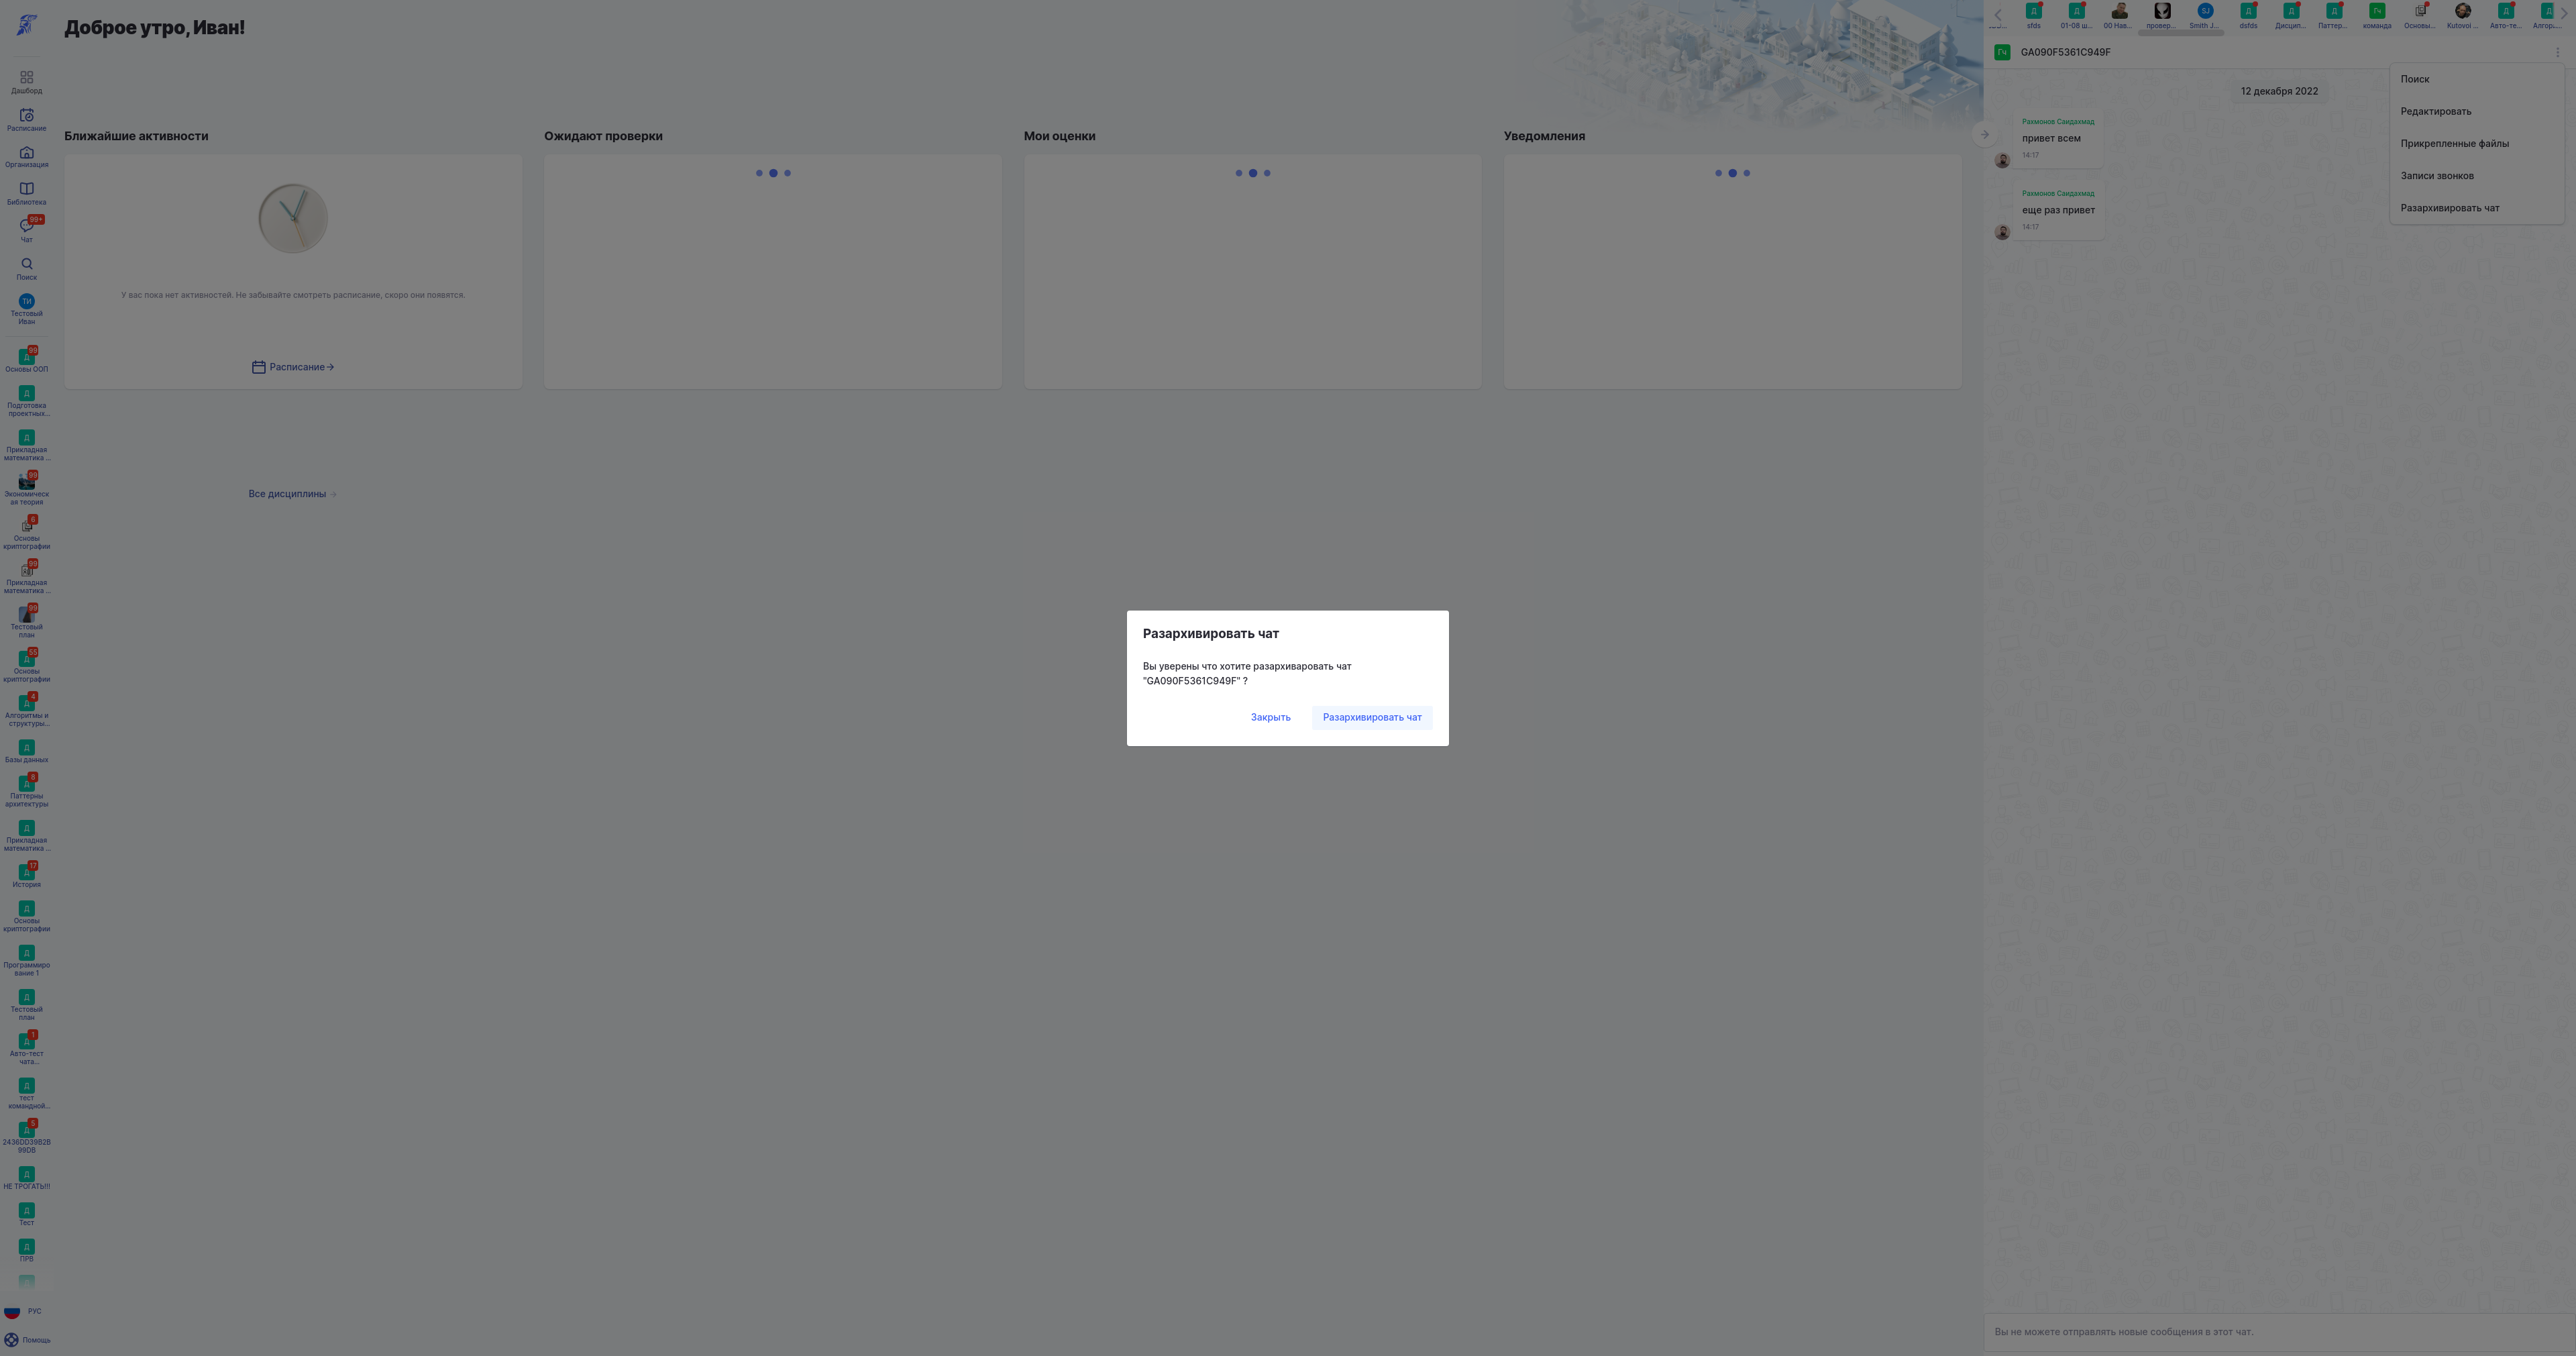 Доброе утро, Иван!
Дашборд
Расписание
Организация
Библиотека
99+
Чат
Поиск
ТИ
Тестовый
Иван
99
Д
Основы ООП
Д
Подготовка
проектных...
Д
Прикладная
математика ...
99
Экономическ
ая теория
6
Основы
криптографии
99
Прикладная
математика ...
99
Тестовый
план
55
Д
Основы
криптографии
4
Д
Алгоритмы и
структуры...
Д
Базы данных
8
Д
Паттерны
архитектуры
Д
Прикладная
математика ...
17
Д
История
Д
Основы
криптографии
Д
Программиро
вание 1
Д
Тестовый
план
1
Д
Авто-тест
чата...
Д
тест
командной...
5
Д
2436DD39B2B
99DB
Д
НЕ ТРОГАТЬ!!!
Д
Тест
Д
ПРБ
Д
РУС
Помощь
Ближайшие активности
У вас пока нет активностей. Не забывайте смотреть расписание, скоро они появятся.
Расписание
Ожидают проверки
Мои оценки
Уведомления
Все дисциплины
Разархивировать чат
Вы уверены что хотите разархиваровать чат
"GA090F5361C949F" ?
Закрыть
Разархивировать чат
Д
sfds
Д
01-08 ш...
00 Нав...
провер...
SJ
Smith J...
Д
dsfds
Д
Дисцип...
Д
Паттер...
Гч
команда
Основы...
Kutovoi ...
Д
Авто-те...
Д
Алгор...
Гч
GA090F5361C949F
12 декабря 2022
Рахмонов Саидахмад
привет всем
14:17
Рахмонов Саидахмад
еще раз привет
14:17
Поиск
Редактировать
Прикрепленные файлы
Записи звонков
Разархивировать чат
Вы не можете отправлять новые сообщения в этот чат.